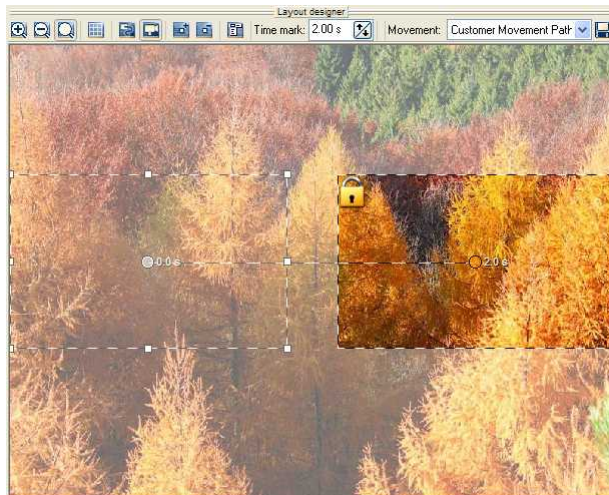 Layout designer
Time mark: 2.00 s Movement: Customer Movement Path
0.0 s 2.0 s